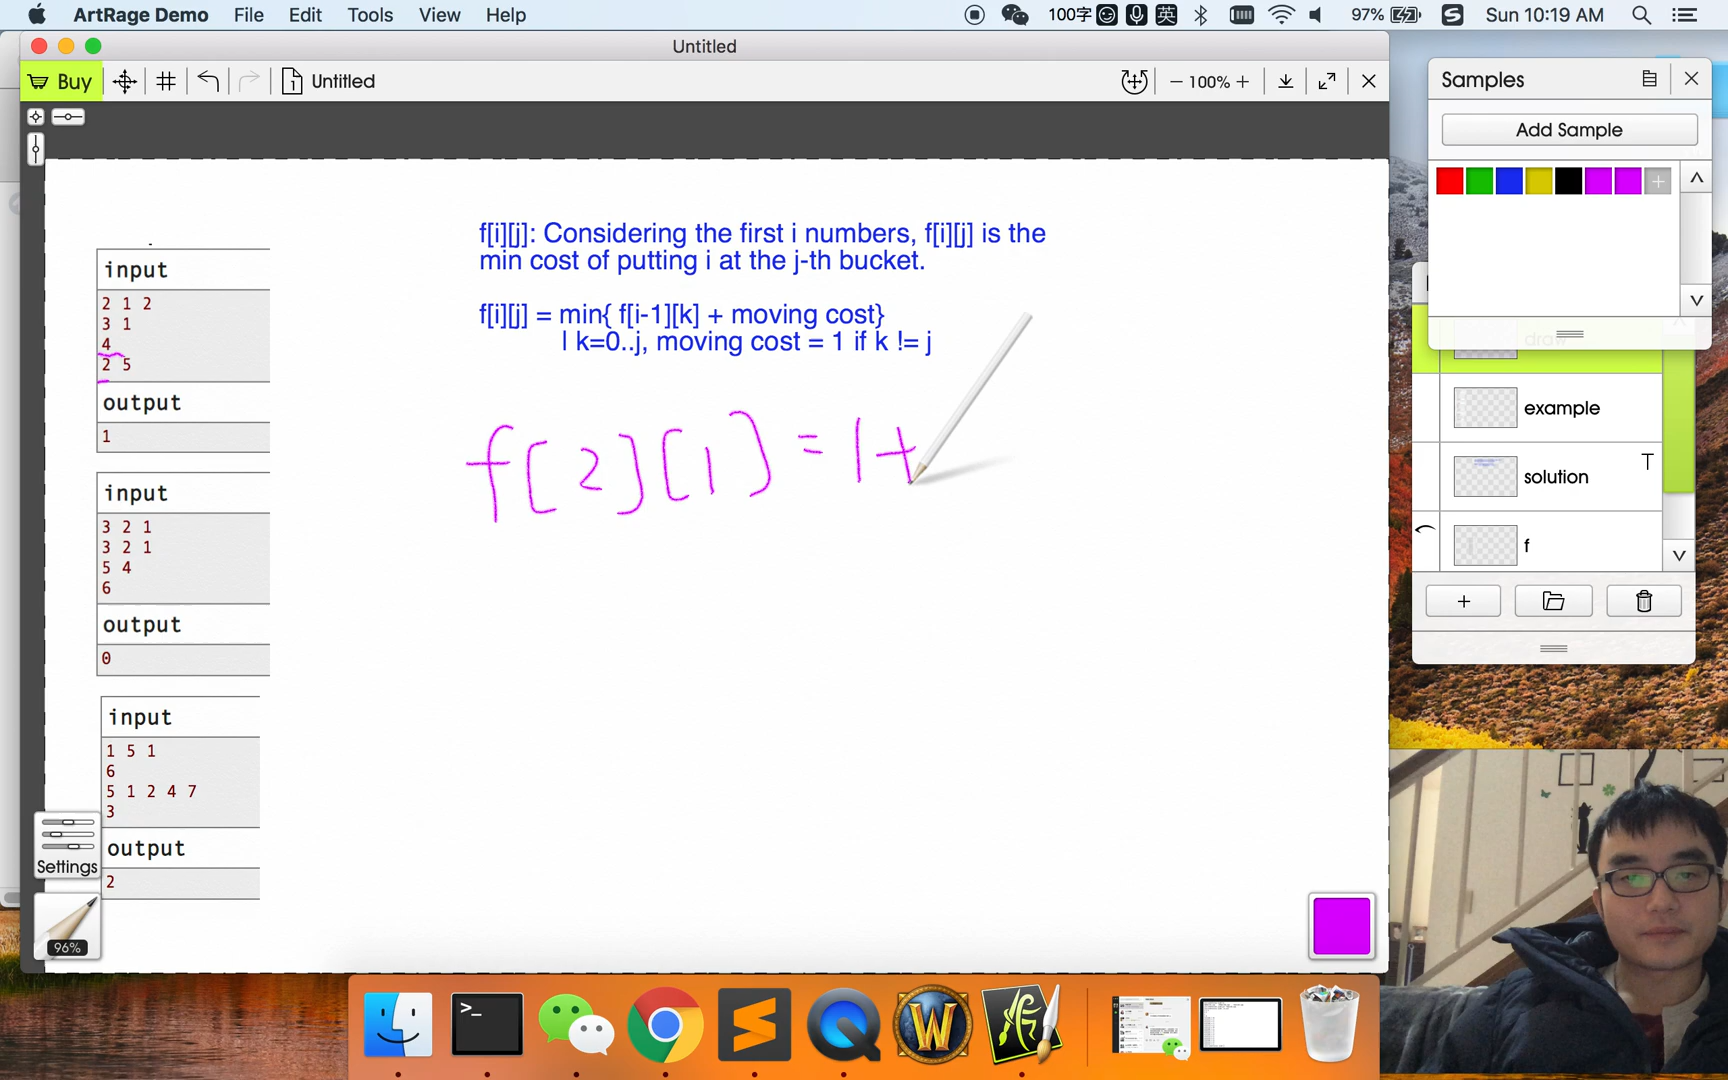 ArtRage Demo File Edit Tools View Help 100字 英 97% S Sun 10:19 AM
Untitled
Buy Untitled 100%
Samples
Add Sample
f[i][j]: Considering the first i numbers, f[i][j] is the
min cost of putting i at the j-th bucket.
f[i][j] = min{ f[i-1][k] + moving cost}
| k=0..j, moving cost = 1 if k != j
f[2][1] = 1+
input
2 1 2
3 1
4
2 5
output
1
input
3 2 1
3 2 1
5 4
6
output
0
input
1 5 1
6
5 1 2 4 7
3
output
2
Settings
96%
draw
example
solution T
f